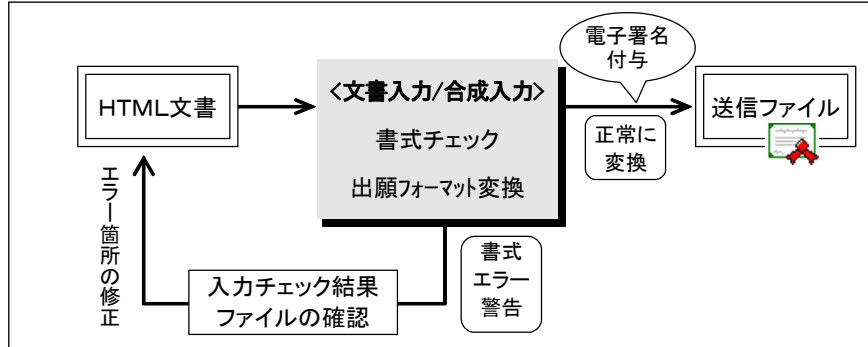 電子署名
付与
HTML文書
<文書入力/合成入力>
書式チェック
出願フォーマット変換
正常に
変換
送信ファイル
エラー箇所の修正
入力チェック結果
ファイルの確認
書式
エラー
警告